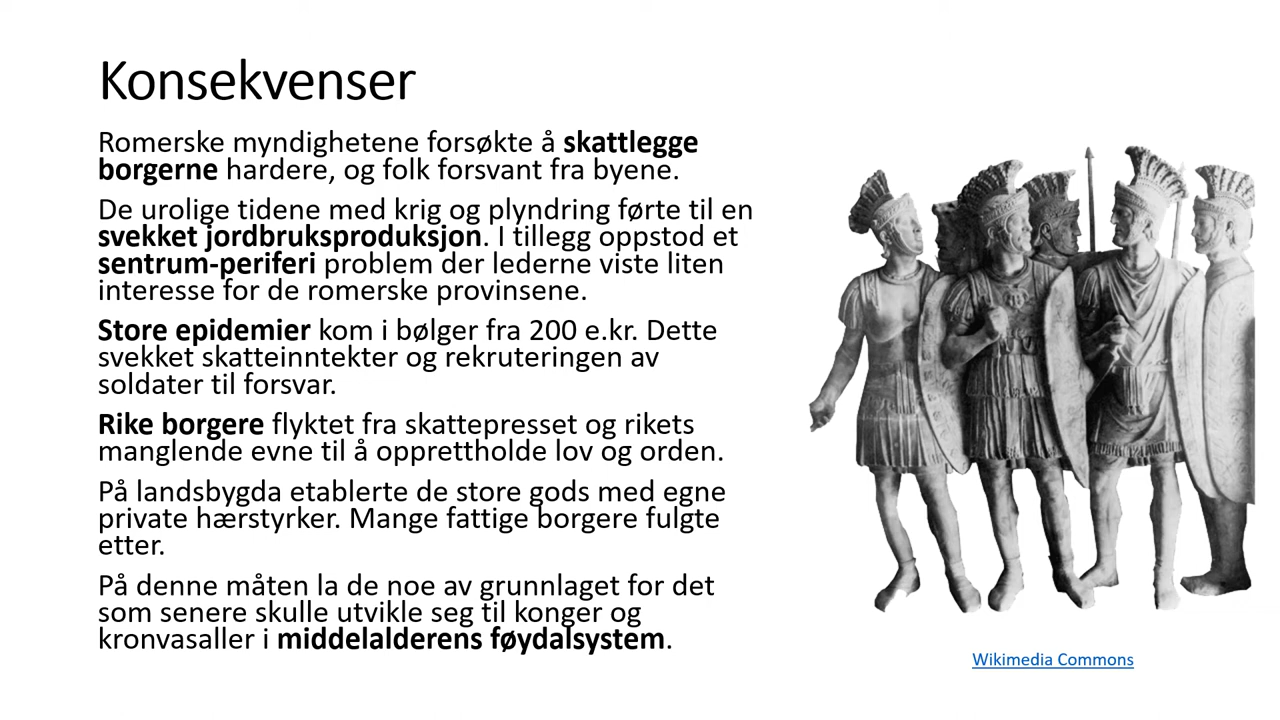 Konsekvenser
Romerske myndighetene forsøkte å skattlegge
borgerne hardere, og folk forsvant fra byene.
De urolige tidene med krig og plyndring førte til en
svekket jordbruksproduksjon. I tillegg oppstod et
sentrum-periferi problem der lederne viste liten
interesse for de romerske provinsene.
Store epidemier kom i bølger fra 200 e.kr. Dette
svekket skatteinntekter og rekruteringen av
soldater til forsvar.
Rike borgere flyktet fra skattepresset og rikets
manglende evne til å opprettholde lov og orden.
På landsbygda etablerte de store gods med egne
private hærstyrker. Mange fattige borgere fulgte
etter.
På denne måten la de noe av grunnlaget for det
som senere skulle utvikle seg til konger og
kronvasaller i middelalderens føydalsystem.
Wikimedia Commons